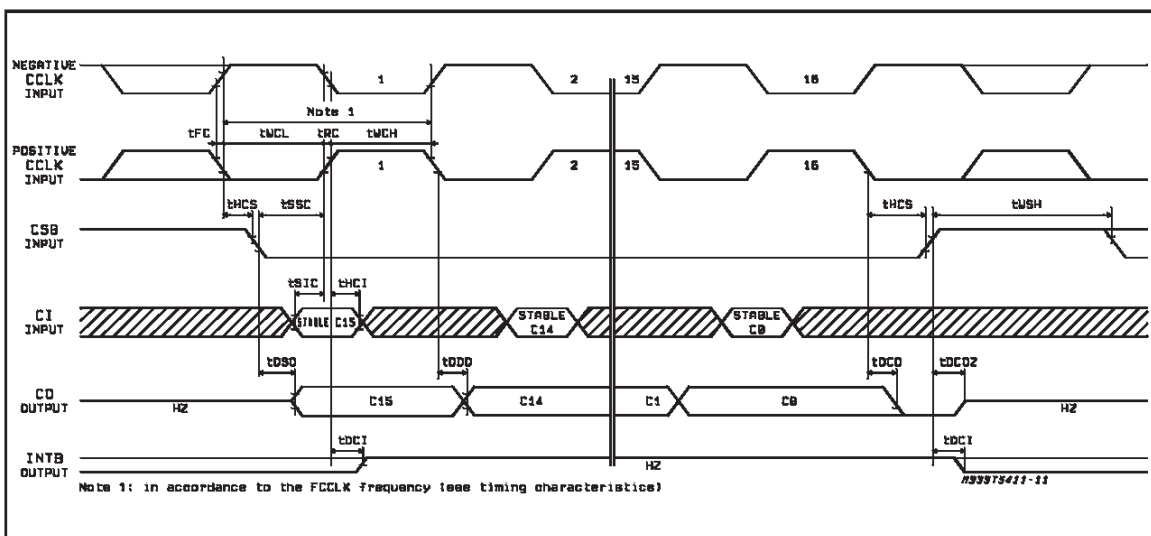 NEGATIVE
CCLK
INPUT
1
2
15
16
Note 1
tFC
tWCL
tRC
tWCH
POSITIVE
CCLK
INPUT
1
2
15
16
tHCS
tSSC
tHCS
tWSH
CSB
INPUT
tSIC
tHCI
CI
INPUT
STABLE C15
STABLE
C14
STABLE
C0
tDSO
tDDD
tDCO
tDCOZ
CO
OUTPUT
HZ
C15
C14
C1
C0
HZ
tDCI
tDCI
INTB
OUTPUT
HZ
Note 1: in accordance to the FCCLK frequency (see timing characteristics)
M99STS411-11